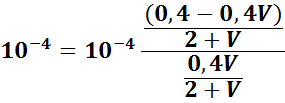 10⁻⁴ = 10⁻⁴ \frac{\frac{(0,4 − 0,4V)}{2 + V}}{\frac{0,4V}{2 + V}}